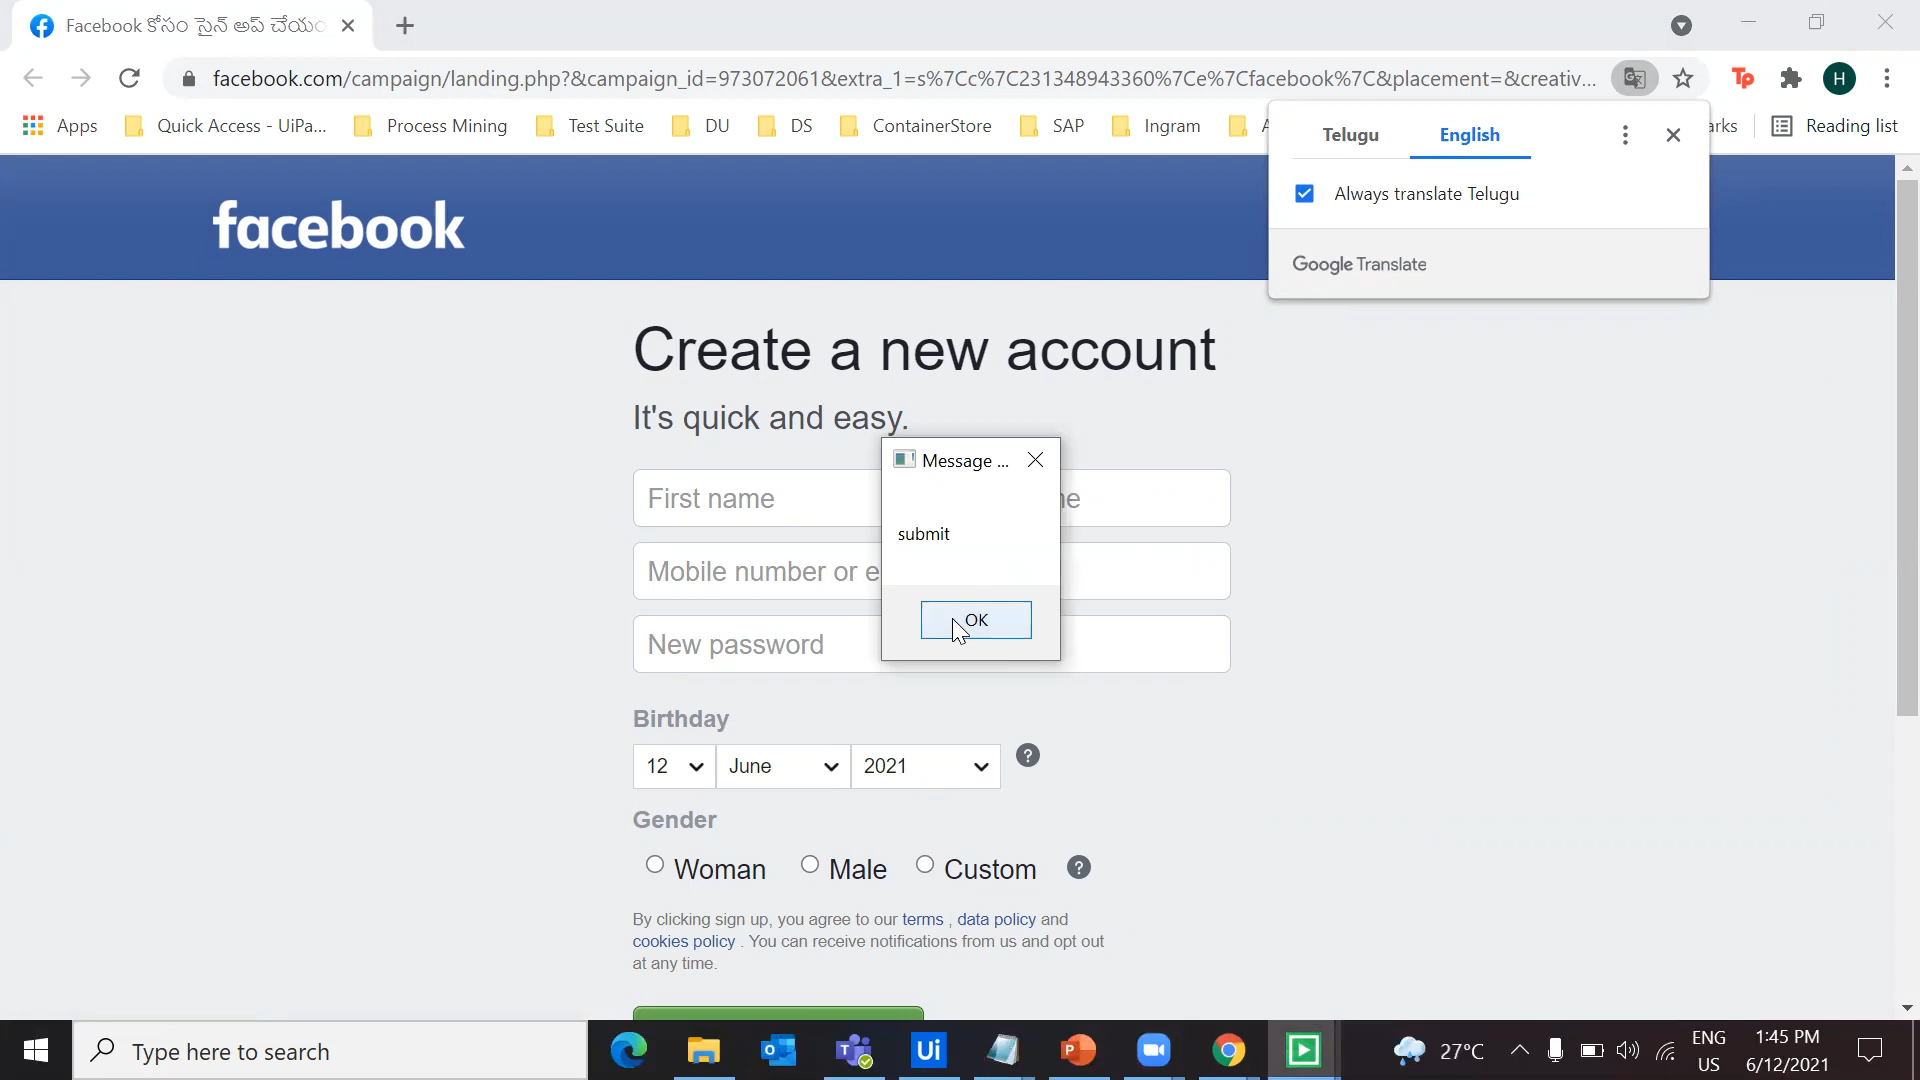 Facebook కోసం సైన్ అప్ చేయం
facebook.com/campaign/landing.php?&campaign_id=973072061&extra_1=s%7Cc%7C231348943360%7Ce%7Cfacebook%7C&placement=&creativ...
Tp
H
Apps Quick Access - UiPa... Process Mining Test Suite DU DS ContainerStore SAP Ingram Reading list
Telugu English
Always translate Telugu
Google Translate
facebook
Create a new account
It's quick and easy.
Message ...
submit
OK
First name
Mobile number or e
New password
Birthday
12 June 2021
?
Gender
Woman Male Custom ?
By clicking sign up, you agree to our terms , data policy and
cookies policy . You can receive notifications from us and opt out
at any time.
Type here to search
Ui
27°C
ENG
US
1:45 PM
6/12/2021